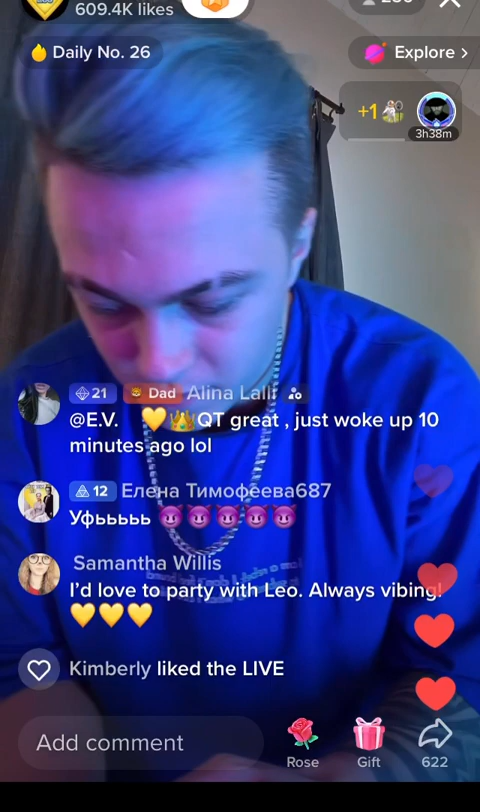 609.4K likes
Daily No. 26
Explore >
+1
3h38m
21 Dad Alina Lalli
@E.V. 💛👑QT great , just woke up 10
minutes ago lol
12 Елена Тимофеева687
Уфььььь 😈😈😈😈😈
Samantha Willis
I'd love to party with Leo. Always vibing!
💛💛💛
Kimberly liked the LIVE
Add comment
Rose
Gift
622